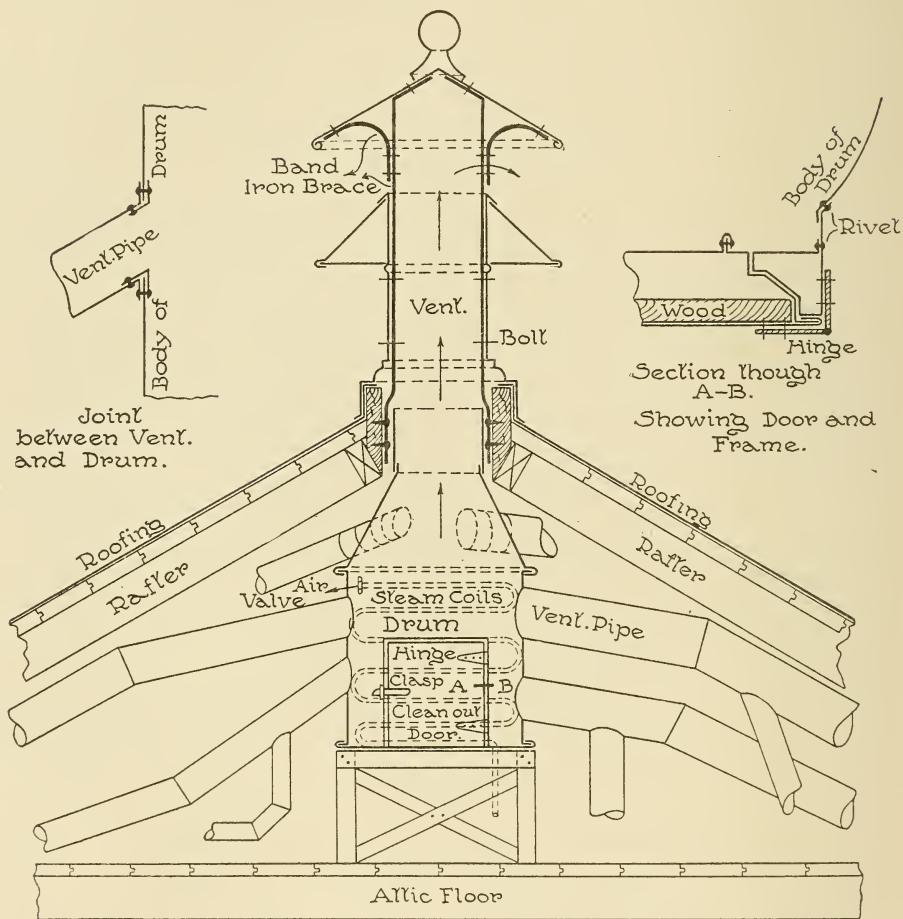 Drum
Vent. Pipe
Body of
Joint
between Vent.
and Drum.
Band
Iron Brace
Vent.
Bolt
Body of
Drum
Rivet
Wood
Hinge
Section though
A-B.
Showing Door and
Frame.
Roofing
Rafter
Roofing
Rafter
Air
Valve
Steam Coils
Drum
Vent. Pipe
Hinge
Clasp A B
Clean out
Door.
Attic Floor